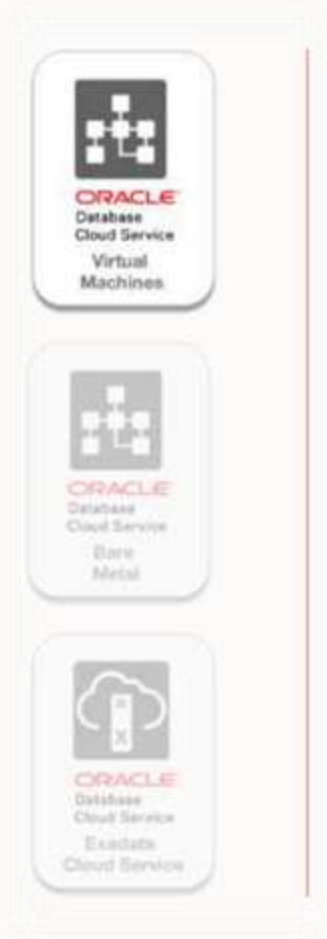 ORACLE
Database
Cloud Service
Virtual
Machines
ORACLE
Database
Cloud Service
Bare
Metal
X
ORACLE
Database
Cloud Service
Exadata
Cloud Service